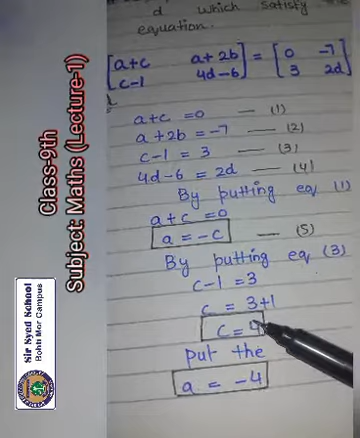 Class-9th
Subject Maths (Lecture-1)
Sir Syed School
Bohh Mor Campus
d which satisfy the
equation.
[a+c a+2b] = [0 -7]
[c-1 4d-6] [3 2d]
a+c =0 — (1)
a+2b = -7 — (2)
c-1 = 3 — (3)
4d-6 = 2d — (4)
By putting eq (1)
a+c =0
a = -c — (5)
By putting eq (3)
c-1 =3
c = 3+1
c = 4
put the
a = -4